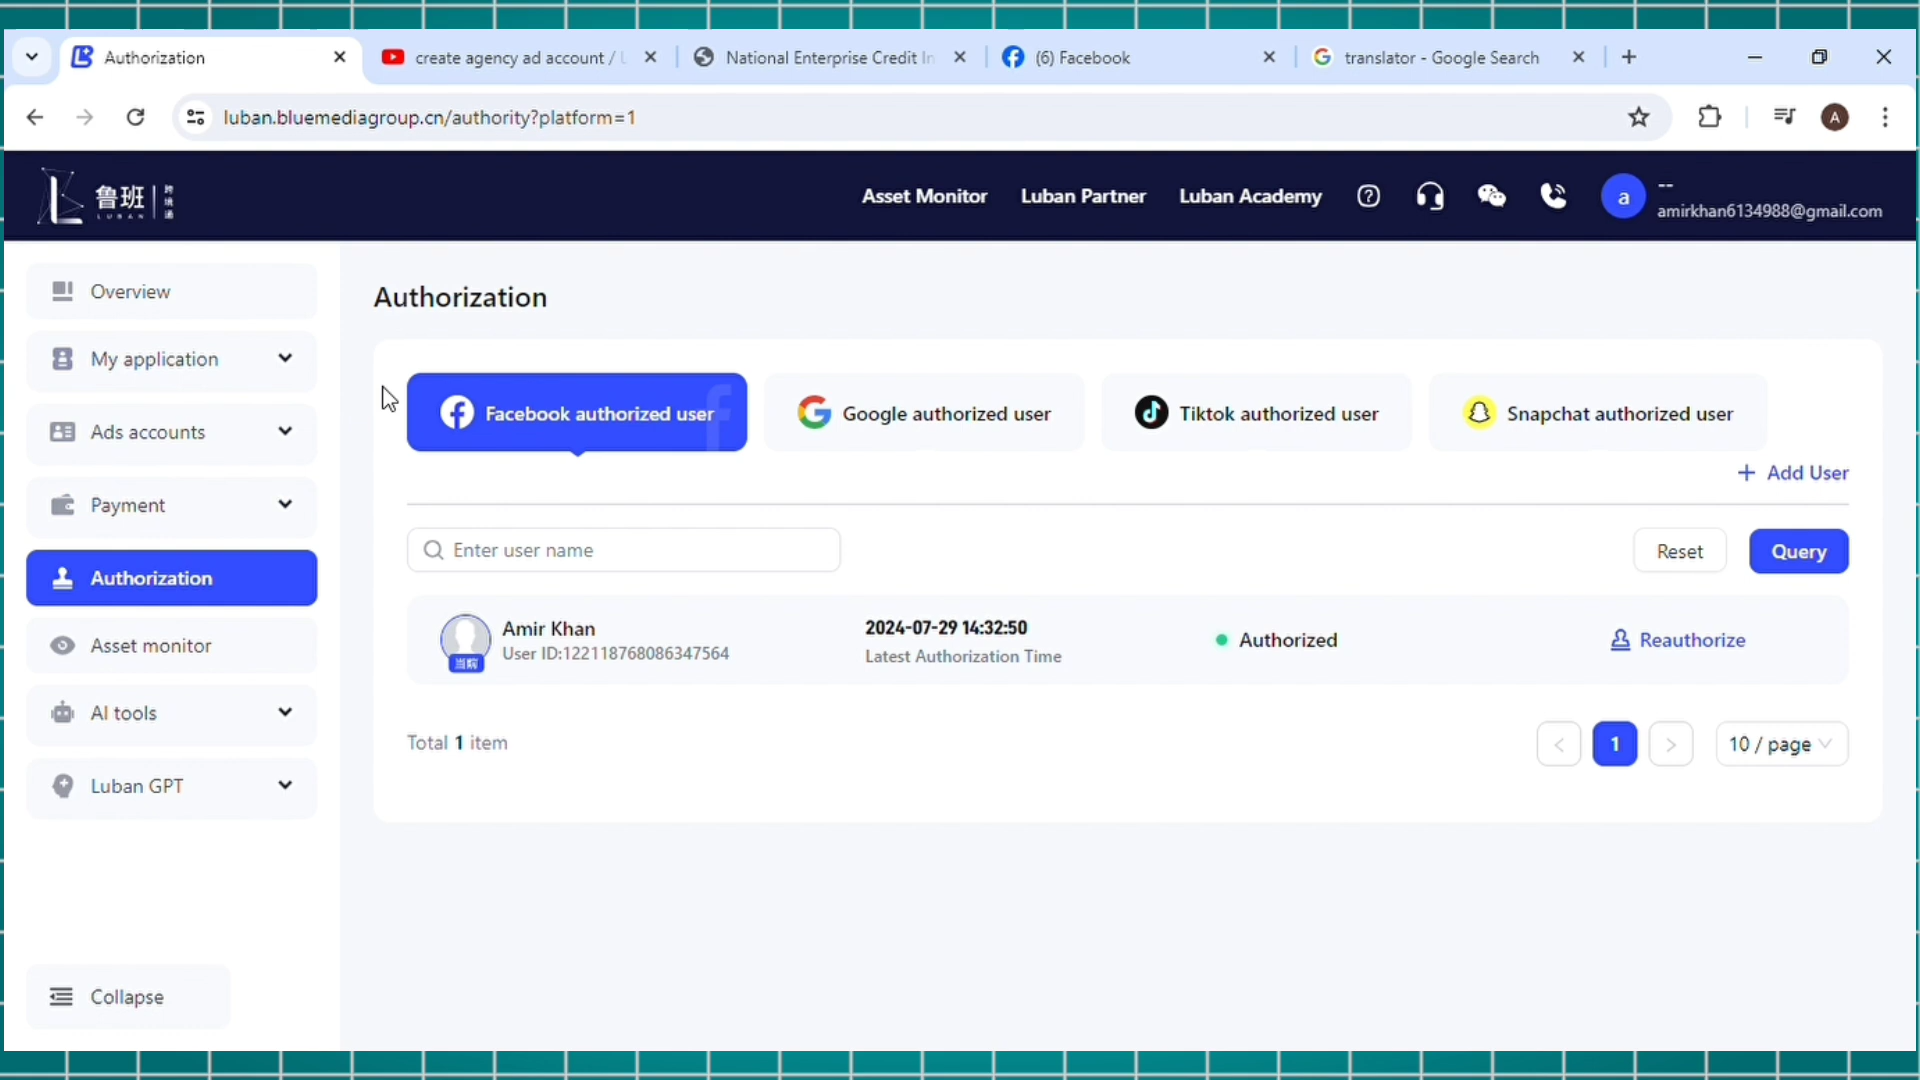 Authorization
create agency ad account / L
National Enterprise Credit In
(6) Facebook
translator - Google Search
luban.bluemediagroup.cn/authority?platform=1
A
鲁班
LUBAN
跨境通
Asset Monitor
Luban Partner
Luban Academy
a
--
amirkhan6134988@gmail.com
Overview
My application
Ads accounts
Payment
Authorization
Asset monitor
AI tools
Luban GPT
Collapse
Authorization
Facebook authorized user
Google authorized user
Tiktok authorized user
Snapchat authorized user
+ Add User
Enter user name
Reset
Query
Amir Khan
User ID:122118768086347564
2024-07-29 14:32:50
Latest Authorization Time
Authorized
Reauthorize
Total 1 item
< 1 >
10 / page